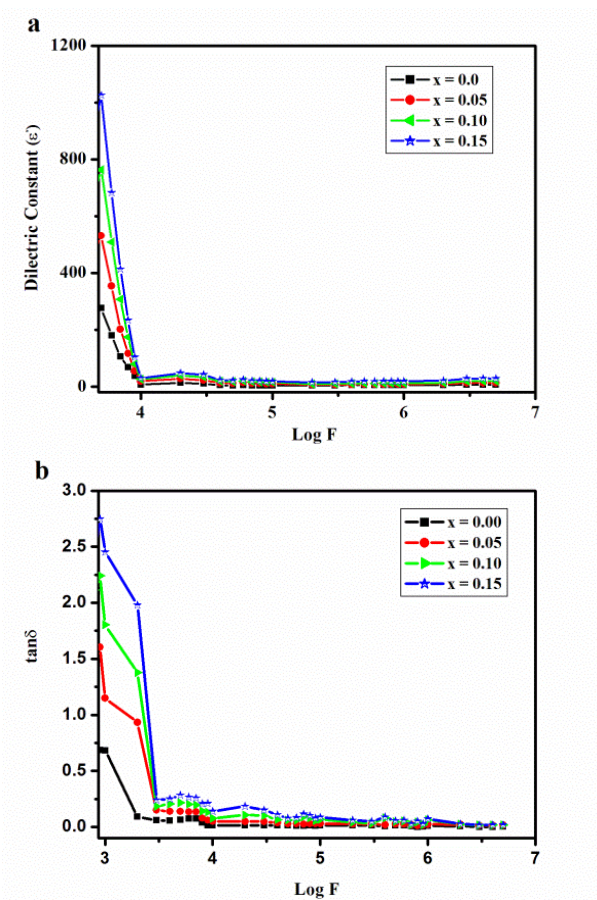 a
1200
800
400
0
4
5
6
7
Dilectric Constant (ε')
Log F
x = 0.0
x = 0.05
x = 0.10
x = 0.15
b
3.0
2.5
2.0
1.5
1.0
0.5
0.0
3
4
5
6
7
tanδ
Log F
x = 0.00
x = 0.05
x = 0.10
x = 0.15